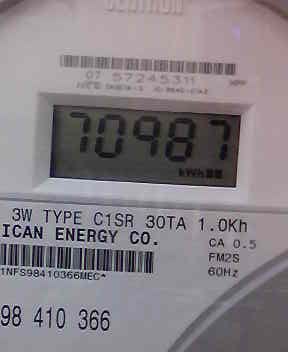 CENTRON
07 57245311
70987
kWh
3W TYPE C1SR 30TA 1.0Kh
ICAN ENERGY CO.
CA 0.5
FM2S
1NFS98410366MEC*
60Hz
98 410 366